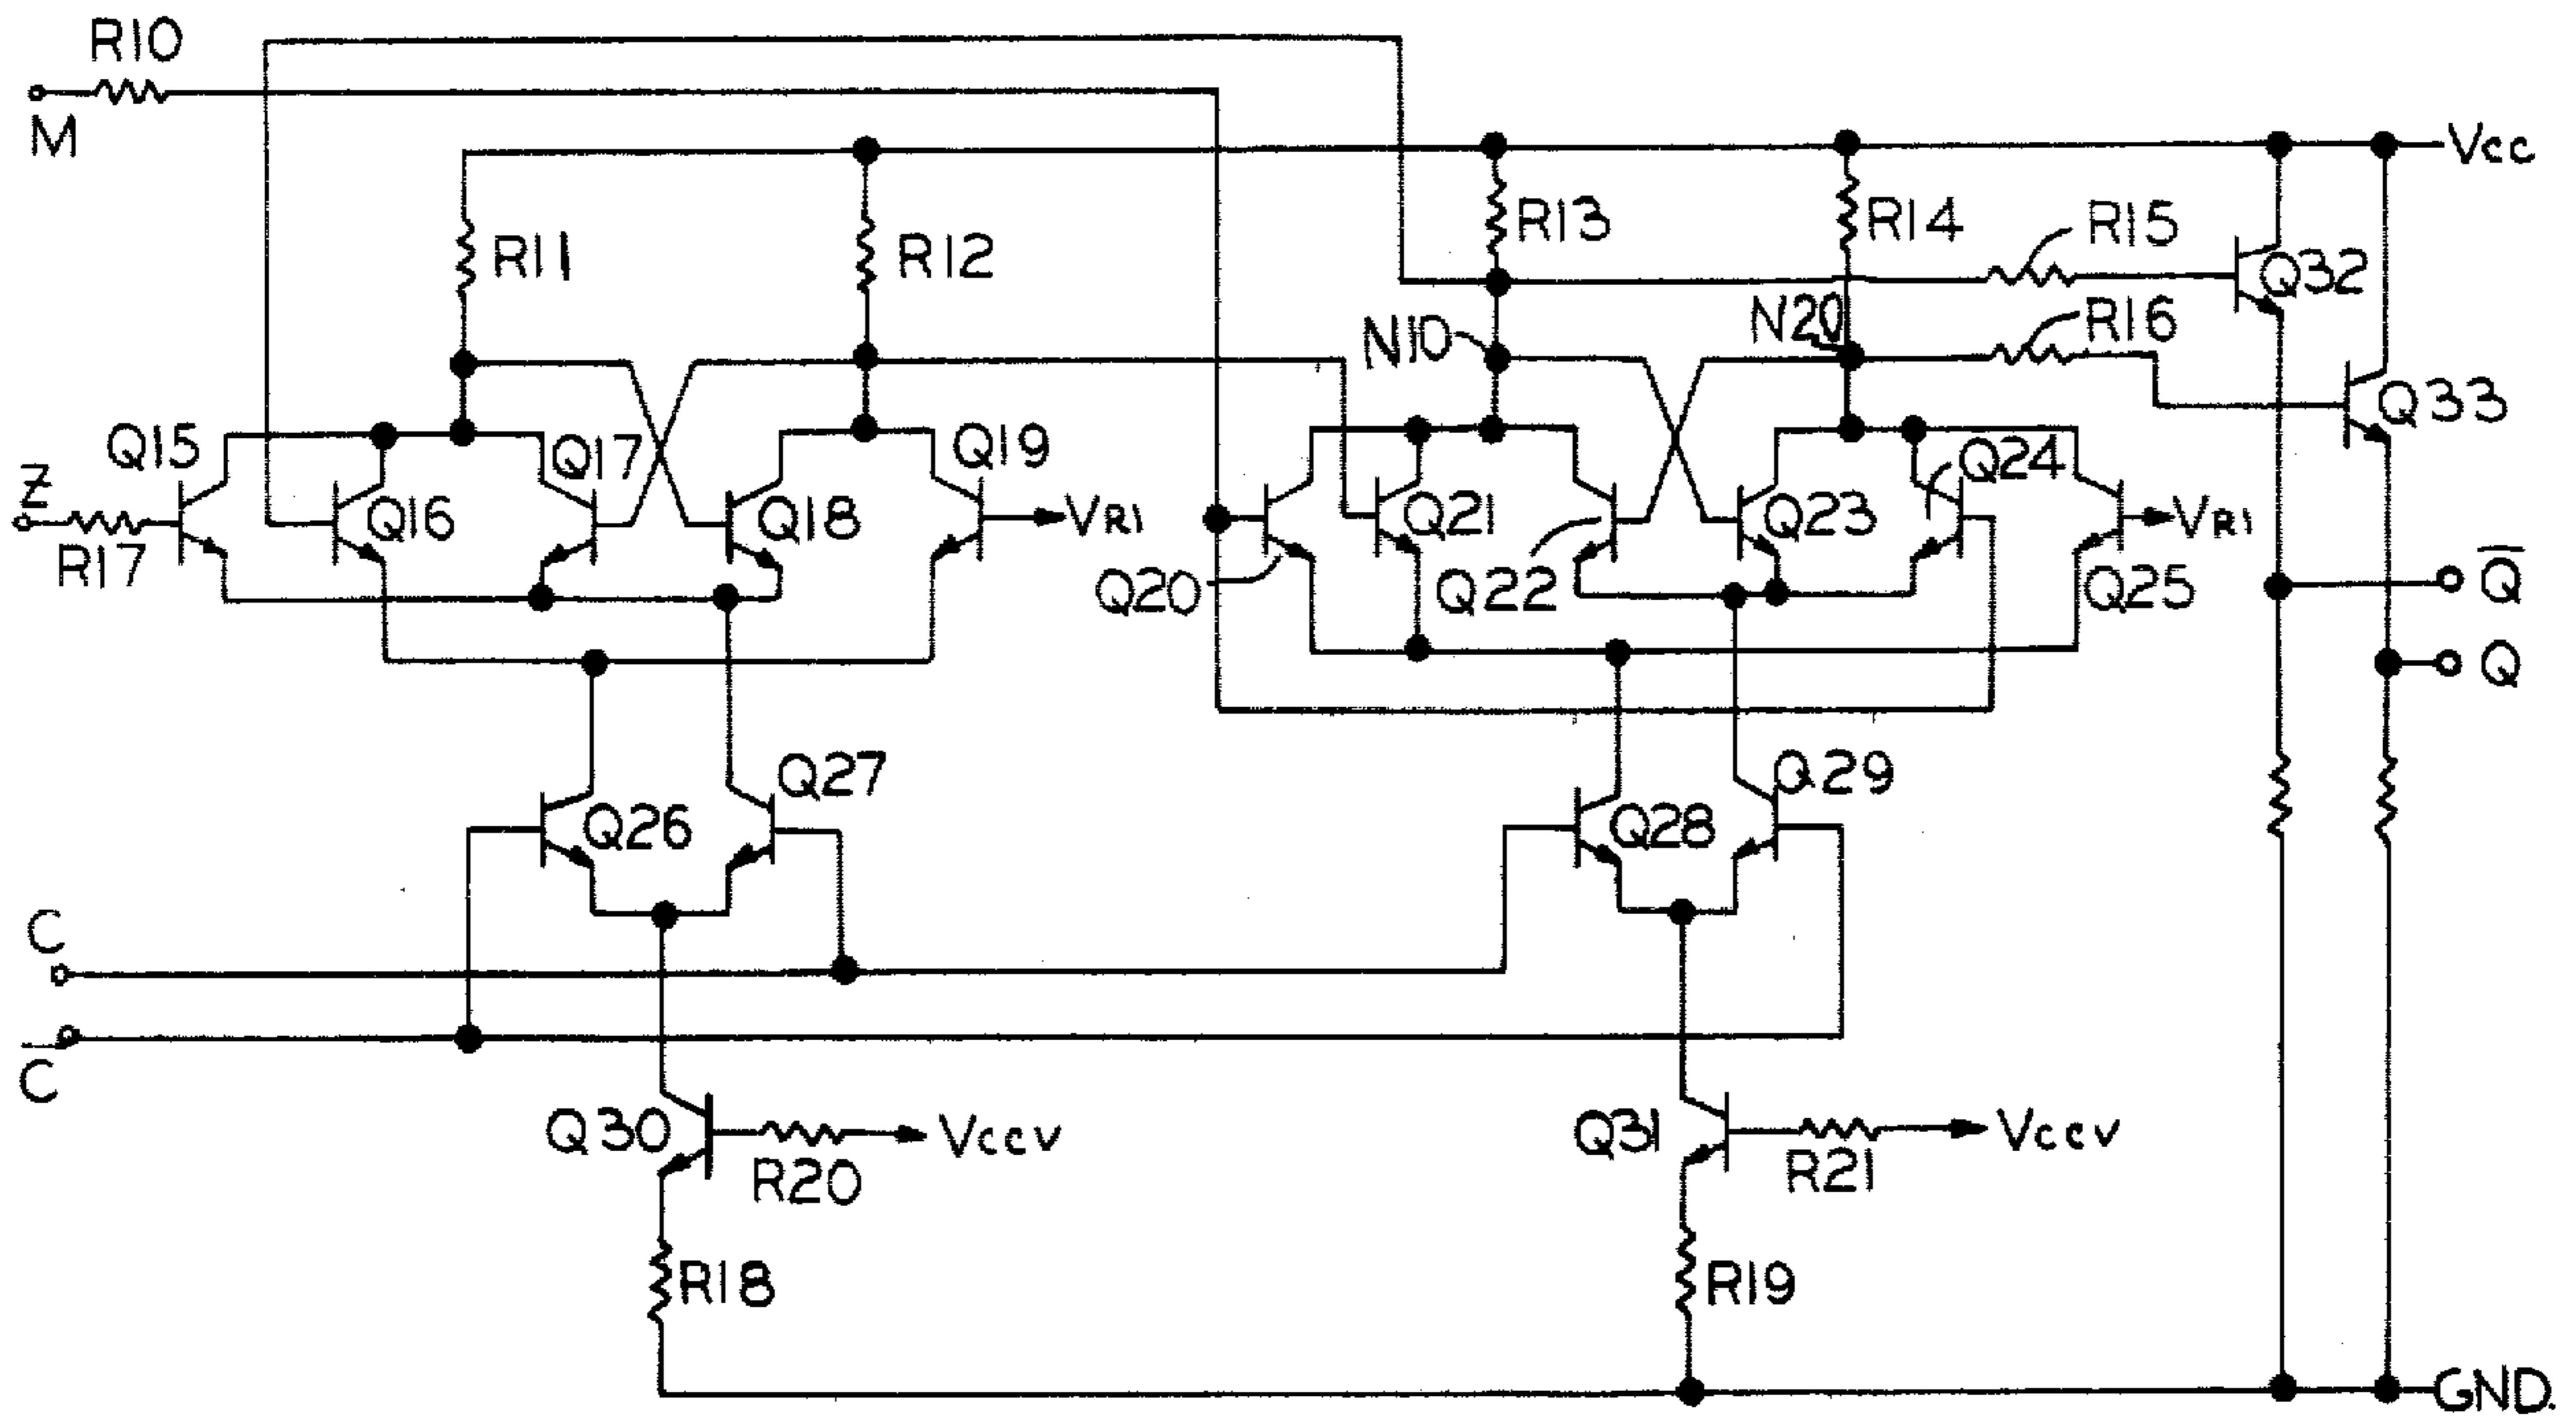 R10
M
Vcc
R11
R12
R13
R14
R15
Q32
N10
N20
R16
Q33
Q15
Q17
Q19
Q24
Z̅
R17
Q16
Q18
VR1
Q21
Q23
VR1
Q20
Q22
Q25
Q̅
Q
Q27
Q26
Q29
Q28
C
C̅
Q30
Vccv
R20
Q31
Vccv
R21
R18
R19
GND.